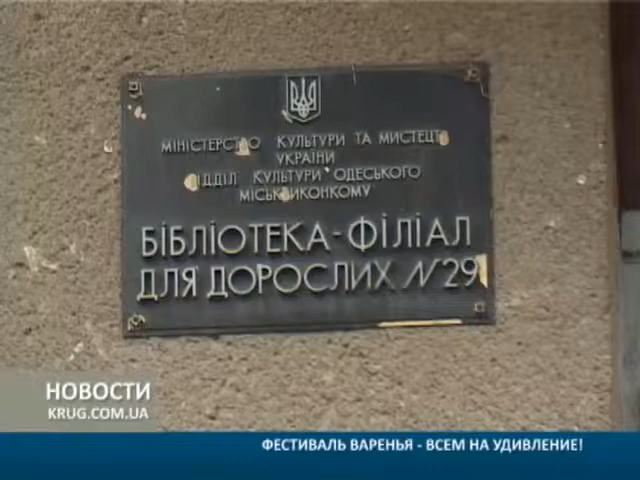 МІНІСТЕРСТВО КУЛЬТУРИ ТА МИСТЕЦТВ
УКРАЇНИ
ВІДДІЛ КУЛЬТУРИ ОДЕСЬКОГО
МІСЬКВИКОНКОМУ
БІБЛІОТЕКА-ФІЛІАЛ
ДЛЯ ДОРОСЛИХ №29
НОВОСТИ
KRUG.COM.UA
ФЕСТИВАЛЬ ВАРЕНЬЯ - ВСЕМ НА УДИВЛЕНИЕ!